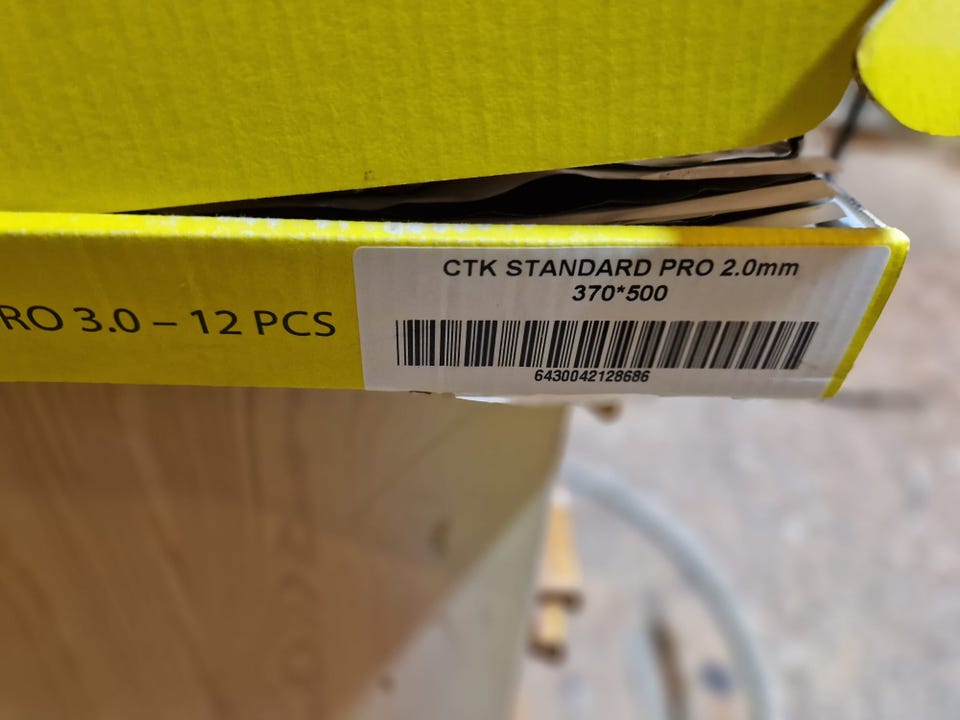 CTK STANDARD PRO 2.0mm
370*500
RO 3.0 – 12 PCS
6430042128686